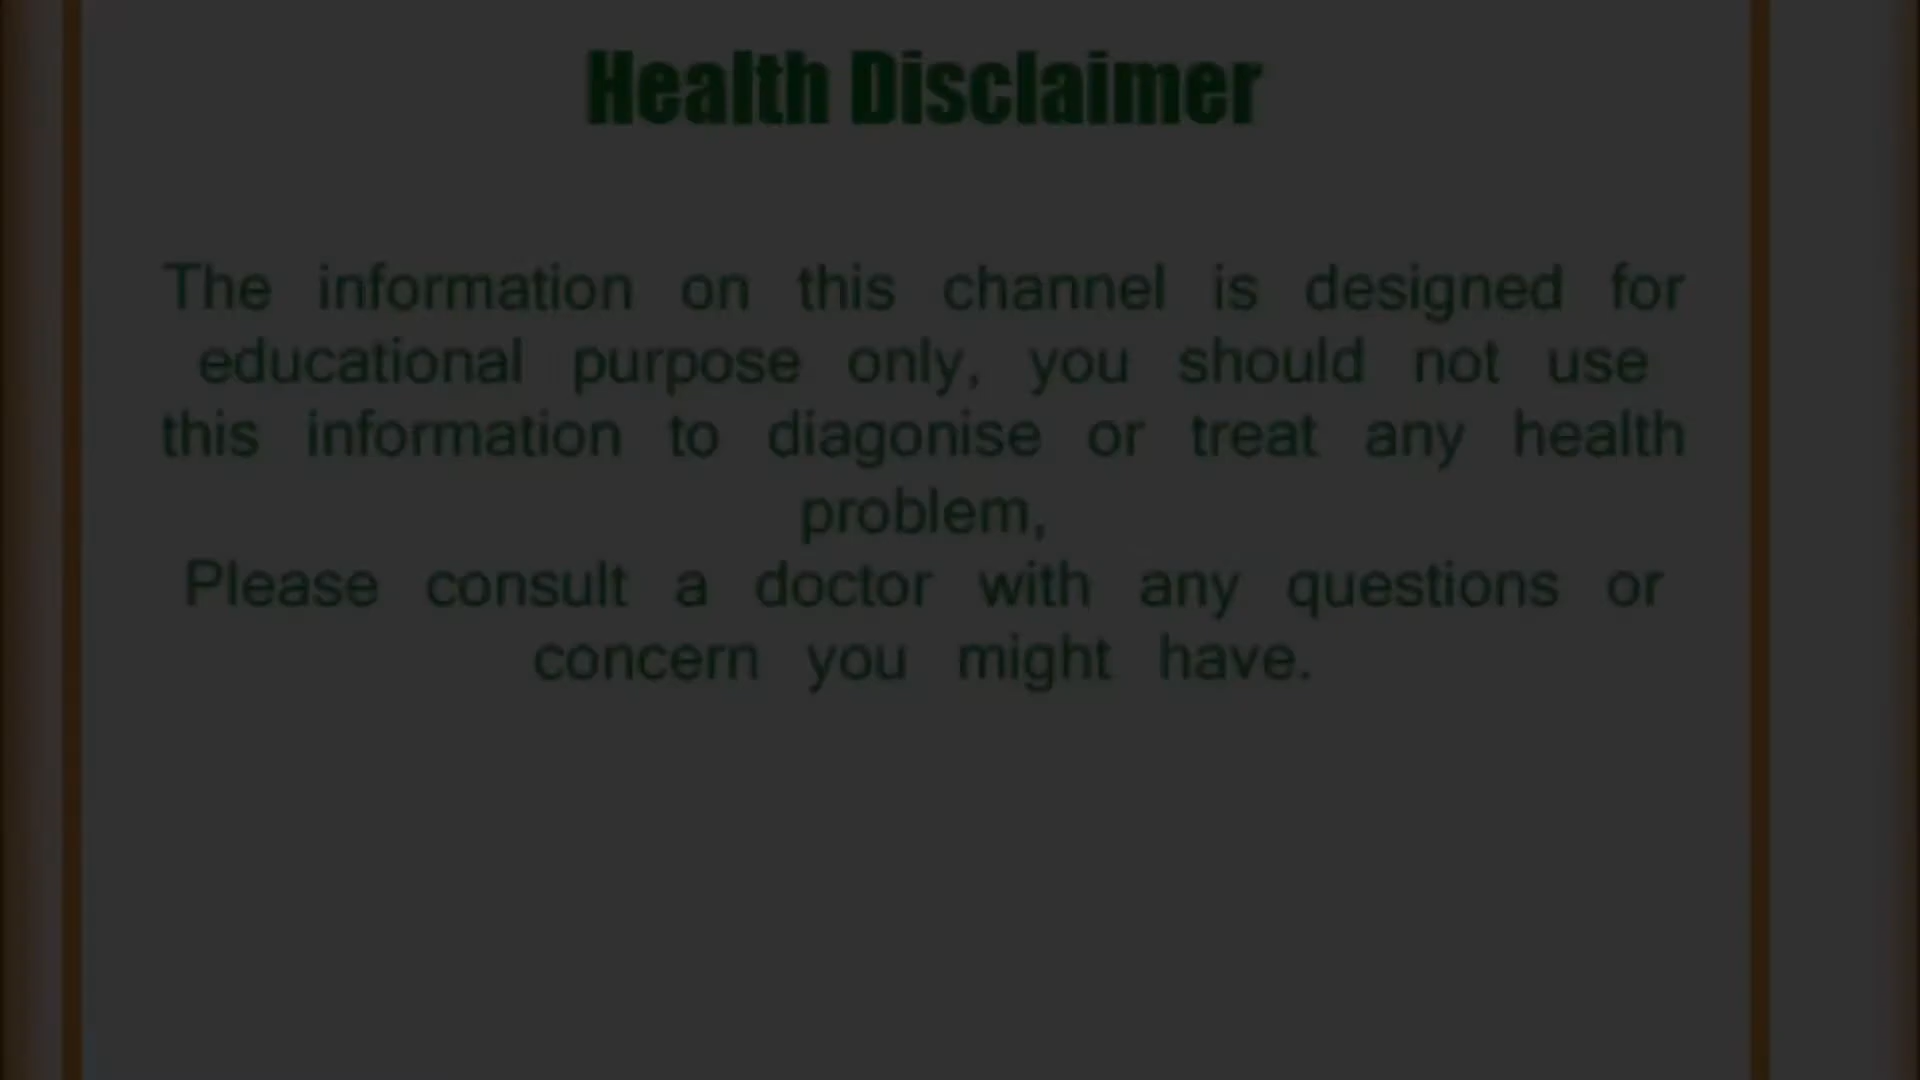 Health Disclaimer
The information on this channel is designed for
educational purpose only, you should not use
this information to diagonise or treat any health
problem,
Please consult a doctor with any questions or
concern you might have.